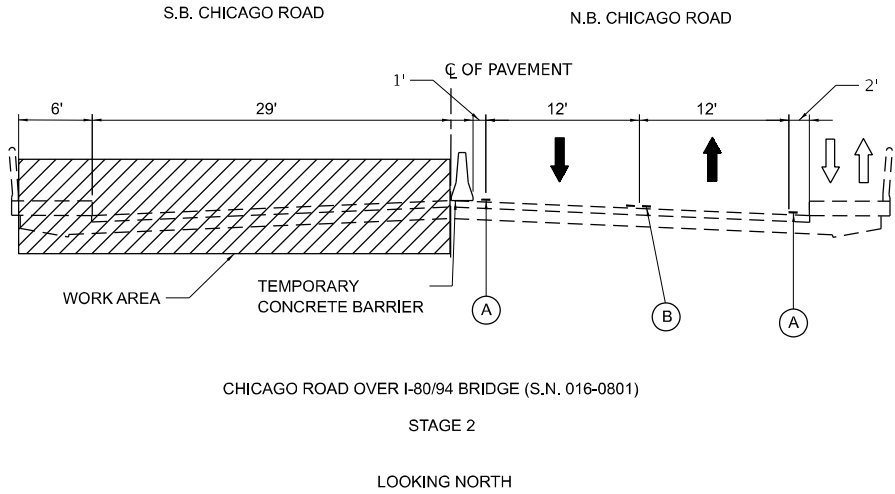 S.B. CHICAGO ROAD
N.B. CHICAGO ROAD
℄ OF PAVEMENT
1'
2'
6'
29'
12'
12'
WORK AREA
TEMPORARY
CONCRETE BARRIER
A
B
A
CHICAGO ROAD OVER I-80/94 BRIDGE (S.N. 016-0801)
STAGE 2
LOOKING NORTH